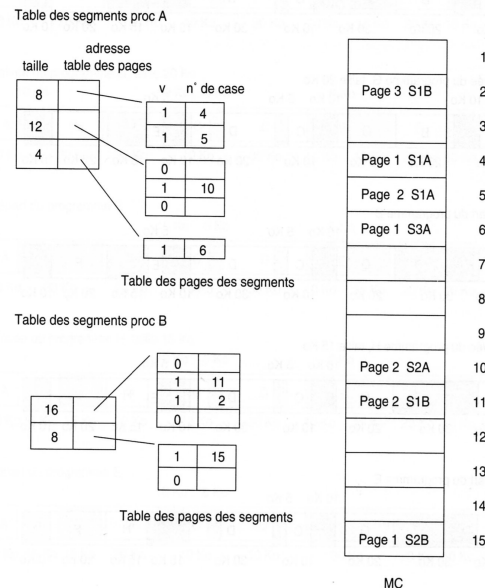 Table des segments proc A
adresse
taille table des pages
v n° de case
8
12
4
1 4
1 5
0
1 10
0
1 6
Table des pages des segments
Table des segments proc B
16
8
0
1 11
1 2
0
1 15
0
Table des pages des segments
1
Page 3 S1B 2
3
Page 1 S1A 4
Page 2 S1A 5
Page 1 S3A 6
7
8
9
Page 2 S2A 10
Page 2 S1B 11
12
13
14
Page 1 S2B 15
MC